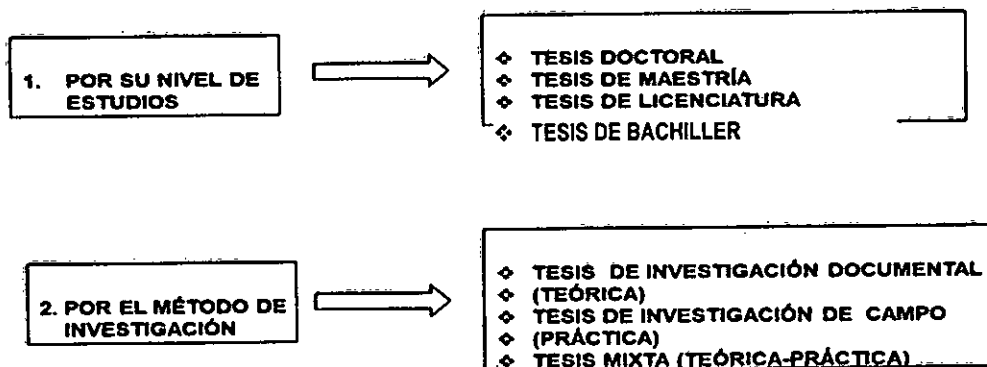 1. POR SU NIVEL DE
ESTUDIOS
❖ TESIS DOCTORAL
❖ TESIS DE MAESTRÍA
❖ TESIS DE LICENCIATURA
❖ TESIS DE BACHILLER
2. POR EL MÉTODO DE
INVESTIGACIÓN
❖ TESIS DE INVESTIGACIÓN DOCUMENTAL
❖ (TEÓRICA)
❖ TESIS DE INVESTIGACIÓN DE CAMPO
❖ (PRÁCTICA)
❖ TESIS MIXTA (TEÓRICA-PRÁCTICA)